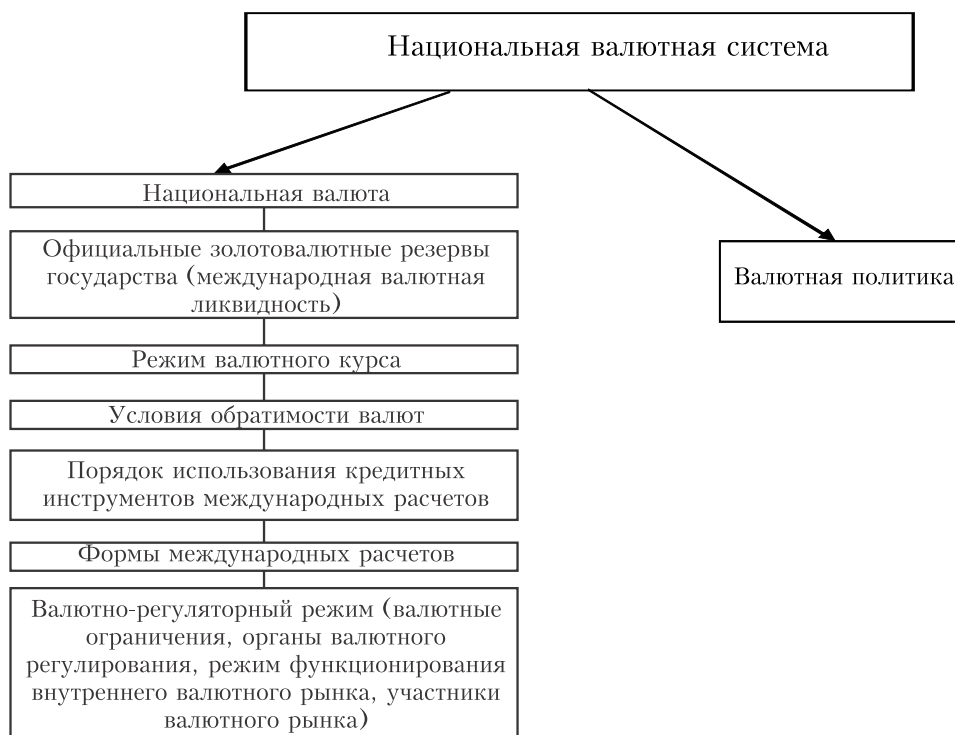 Национальная валютная система
Национальная валюта
Официальные золотовалютные резервы
государства (международная валютная
ликвидность)
Валютная политика
Режим валютного курса
Условия обратимости валют
Порядок использования кредитных
инструментов международных расчетов
Формы международных расчетов
Валютно-регуляторный режим (валютные
ограничения, органы валютного
регулирования, режим функционирования
внутреннего валютного рынка, участники
валютного рынка)